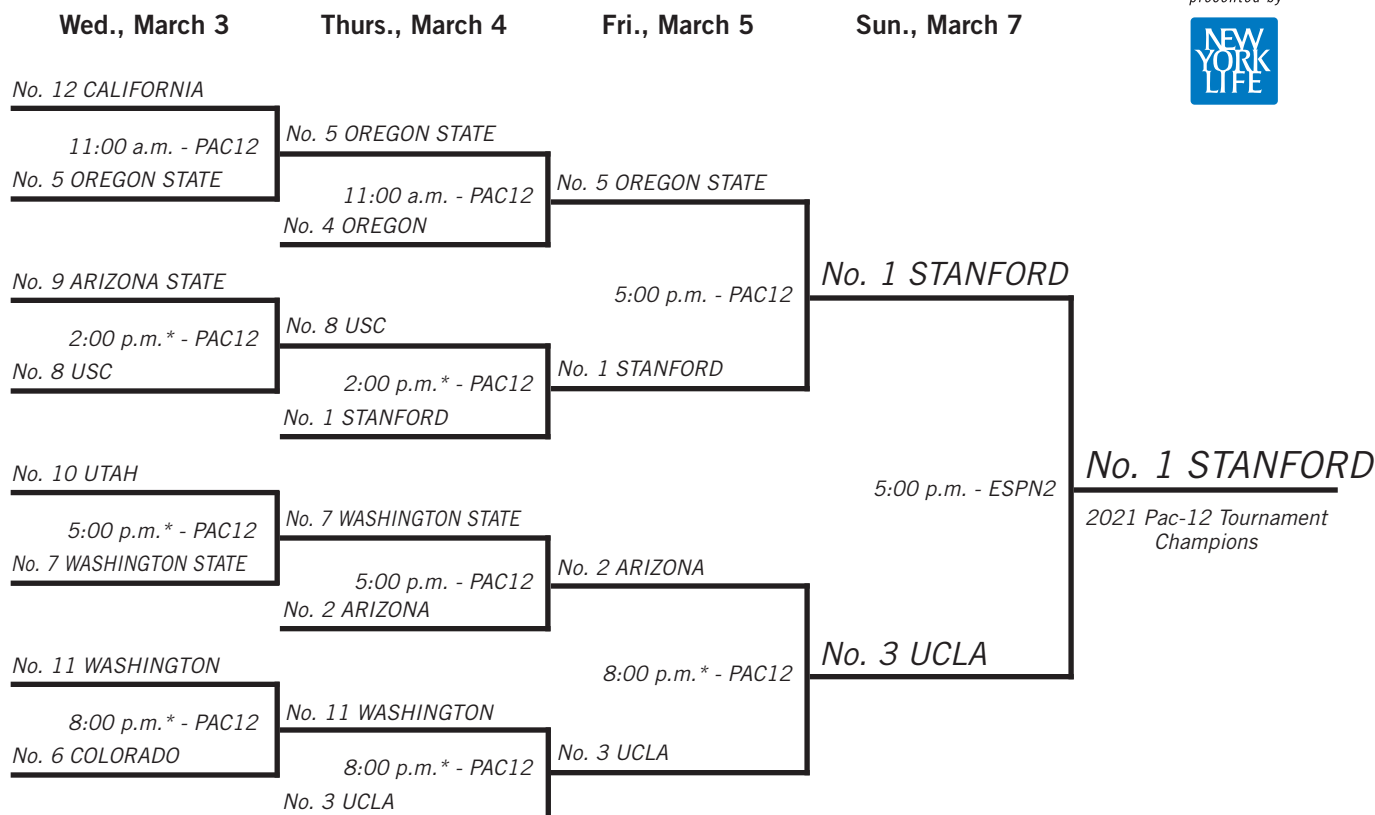 presented by
NEW
YORK
LIFE
Wed., March 3
Thurs., March 4
Fri., March 5
Sun., March 7
No. 12 CALIFORNIA
11:00 a.m. - PAC12
No. 5 OREGON STATE
No. 9 ARIZONA STATE
2:00 p.m.* - PAC12
No. 8 USC
No. 10 UTAH
5:00 p.m.* - PAC12
No. 7 WASHINGTON STATE
No. 11 WASHINGTON
8:00 p.m.* - PAC12
No. 6 COLORADO
No. 5 OREGON STATE
11:00 a.m. - PAC12
No. 4 OREGON
No. 8 USC
2:00 p.m.* - PAC12
No. 1 STANFORD
No. 7 WASHINGTON STATE
5:00 p.m. - PAC12
No. 2 ARIZONA
No. 11 WASHINGTON
8:00 p.m.* - PAC12
No. 3 UCLA
No. 5 OREGON STATE
5:00 p.m. - PAC12
No. 1 STANFORD
No. 2 ARIZONA
8:00 p.m.* - PAC12
No. 3 UCLA
No. 1 STANFORD
5:00 p.m. - ESPN2
No. 3 UCLA
No. 1 STANFORD
2021 Pac-12 Tournament
Champions